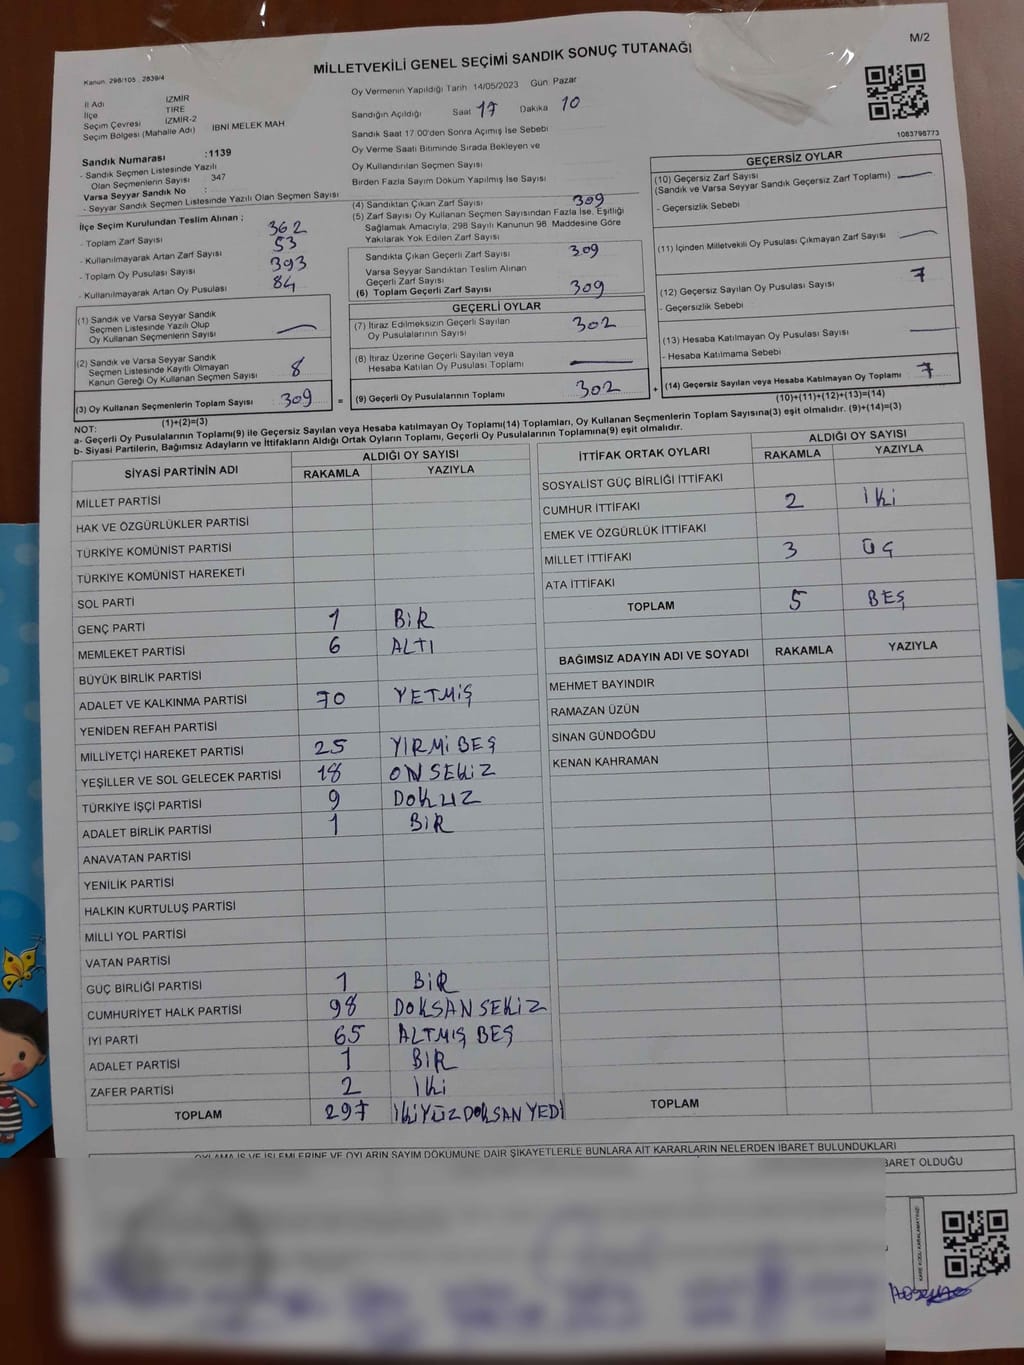 M/2
MİLLETVEKİLİ GENEL SEÇİMİ SANDIK SONUÇ TUTANAĞI
Kanun. 298/105 2839/4
İl Adı İZMİR
İlçe TİRE
Seçim Çevresi İZMİR-2
Seçim Bölgesi (Mahalle Adı) İBNİ MELEK MAH
Sandık Numarası :1139
- Sandık Seçmen Listesinde Yazılı
Olan Seçmenlerin Sayısı 347
Varsa Seyyar Sandık No :
- Seyyar Sandık Seçmen Listesinde Yazılı Olan Seçmen Sayısı
İlçe Seçim Kurulundan Teslim Alınan ;
- Toplam Zarf Sayısı 362
- Kullanılmayarak Artan Zarf Sayısı 53
- Toplam Oy Pusulası Sayısı 393
- Kullanılmayarak Artan Oy Pusulası 84
(1) Sandık ve Varsa Seyyar Sandık
Seçmen Listesinde Yazılı Olup
Oy Kullanan Seçmenlerin Sayısı —
(2) Sandık ve Varsa Seyyar Sandık
Seçmen Listesinde Kayıtlı Olmayan
Kanun Gereği Oy Kullanan Seçmen Sayısı 8
(3) Oy Kullanan Seçmenlerin Toplam Sayısı 309 =
(1)+(2)=(3)
Oy Vermenin Yapıldığı Tarih 14/05/2023 Gün Pazar
Sandığın Açıldığı Saat 17 Dakika 10
Sandık Saat 17 00'den Sonra Açımış İse Sebebi
Oy Verme Saati Bitiminde Sırada Bekleyen ve
Oy Kullandırılan Seçmen Sayısı
Birden Fazla Sayım Döküm Yapılmış İse Sayısı
(4) Sandıktan Çıkan Zarf Sayısı 309
(5) Zarf Sayısı Oy Kullanan Seçmen Sayısından Fazla İse, Eşitliği
Sağlamak Amacıyla, 298 Sayılı Kanunun 98. Maddesine Göre
Yakılarak Yok Edilen Zarf Sayısı
Sandıkta Çıkan Geçerli Zarf Sayısı 309
Varsa Seyyar Sandıktan Teslim Alınan
Geçerli Zarf Sayısı
(6) Toplam Geçerli Zarf Sayısı 309
GEÇERLİ OYLAR
(7) İtiraz Edilmeksizin Geçerli Sayılan
Oy Pusulalarının Sayısı 302
(8) İtiraz Üzerine Geçerli Sayılan veya
Hesaba Katılan Oy Pusulası Toplamı —
(9) Geçerli Oy Pusulalarının Toplamı 302 +
1083798773
GEÇERSİZ OYLAR
(10) Geçersiz Zarf Sayısı —
(Sandık ve Varsa Seyyar Sandık Geçersiz Zarf Toplamı)
- Geçersizlik Sebebi
(11) İçinden Milletvekili Oy Pusulası Çıkmayan Zarf Sayısı —
(12) Geçersiz Sayılan Oy Pusulası Sayısı 7
- Geçersizlik Sebebi
(13) Hesaba Katılmayan Oy Pusulası Sayısı —
- Hesaba Katılmama Sebebi
(14) Geçersiz Sayılan veya Hesaba Katılmayan Oy Toplamı 7
(10)+(11)+(12)+(13)=(14)
NOT:
a- Geçerli Oy Pusulalarının Toplamı(9) ile Geçersiz Sayılan veya Hesaba katılmayan Oy Toplamı(14) Toplamları, Oy Kullanan Seçmenlerin Toplam Sayısına(3) eşit olmalıdır. (9)+(14)=(3)
b- Siyasi Partilerin, Bağımsız Adayların ve İttifakların Aldığı Ortak Oyların Toplamı, Geçerli Oy Pusulalarının Toplamına(9) eşit olmalıdır.
SİYASİ PARTİNİN ADI ALDIĞI OY SAYISI
RAKAMLA YAZIYLA
MİLLET PARTİSİ
HAK VE ÖZGÜRLÜKLER PARTİSİ
TÜRKİYE KOMÜNİST PARTİSİ
TÜRKİYE KOMÜNİST HAREKETİ
SOL PARTİ
GENÇ PARTİ 1 BİR
MEMLEKET PARTİSİ 6 ALTI
BÜYÜK BİRLİK PARTİSİ
ADALET VE KALKINMA PARTİSİ 70 YETMİŞ
YENİDEN REFAH PARTİSİ
MİLLİYETÇİ HAREKET PARTİSİ 25 YİRMİ BEŞ
YEŞİLLER VE SOL GELECEK PARTİSİ 18 ON SEKİZ
TÜRKİYE İŞÇİ PARTİSİ 9 DOKUZ
ADALET BİRLİK PARTİSİ 1 BİR
ANAVATAN PARTİSİ
YENİLİK PARTİSİ
HALKIN KURTULUŞ PARTİSİ
MİLLİ YOL PARTİSİ
VATAN PARTİSİ
GÜÇ BİRLİĞİ PARTİSİ 1 BİR
CUMHURİYET HALK PARTİSİ 98 DOKSAN SEKİZ
İYİ PARTİ 65 ALTMIŞ BEŞ
ADALET PARTİSİ 1 BİR
ZAFER PARTİSİ 2 İKİ
TOPLAM 297 İKİYÜZ DOKSAN YEDİ
İTTİFAK ORTAK OYLARI ALDIĞI OY SAYISI
RAKAMLA YAZIYLA
SOSYALİST GÜÇ BİRLİĞİ İTTİFAKI
CUMHUR İTTİFAKI 2 İKİ
EMEK VE ÖZGÜRLÜK İTTİFAKI
MİLLET İTTİFAKI 3 ÜÇ
ATA İTTİFAKI
TOPLAM 5 BEŞ
BAĞIMSIZ ADAYIN ADI VE SOYADI RAKAMLA YAZIYLA
MEHMET BAYINDIR
RAMAZAN ÜZÜN
SİNAN GÜNDOĞDU
KENAN KAHRAMAN
TOPLAM
OYLAMA İŞ VE İŞLEMLERİNE VE OYLARIN SAYIM DÖKÜMÜNE DAİR ŞİKAYETLERLE BUNLARA AİT KARARLARIN NELERDEN İBARET BULUNDUKLARI
BARET OLDUĞU